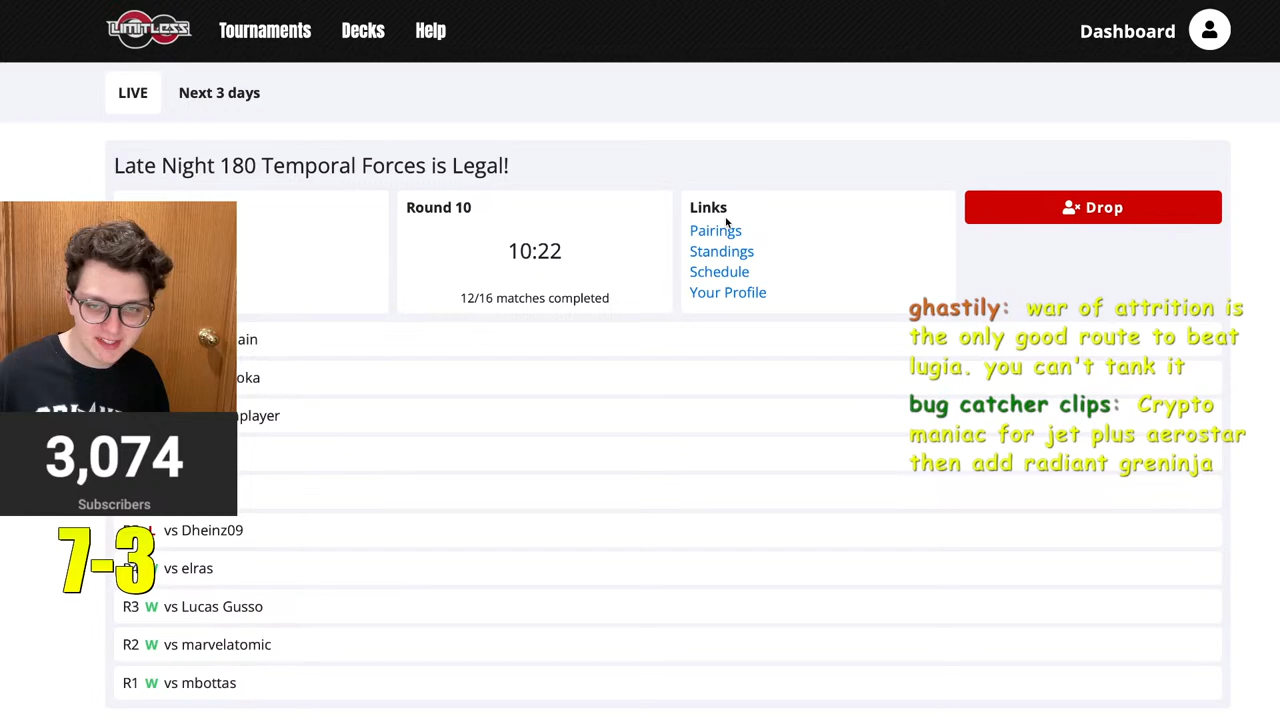 LIMITLESS
Tournaments
Decks
Help
Dashboard
LIVE
Next 3 days
Late Night 180 Temporal Forces is Legal!
Round 10
10:22
12/16 matches completed
Links
Pairings
Standings
Schedule
Your Profile
Drop
ain
oka
player
ghastily: war of attrition is
the only good route to beat
lugia. you can't tank it
bug catcher clips: Crypto
maniac for jet plus aerostar
then add radiant greninja
3,074
Subscribers
7-3
vs Dheinz09
vs elras
R3 W vs Lucas Gusso
R2 W vs marvelatomic
R1 W vs mbottas